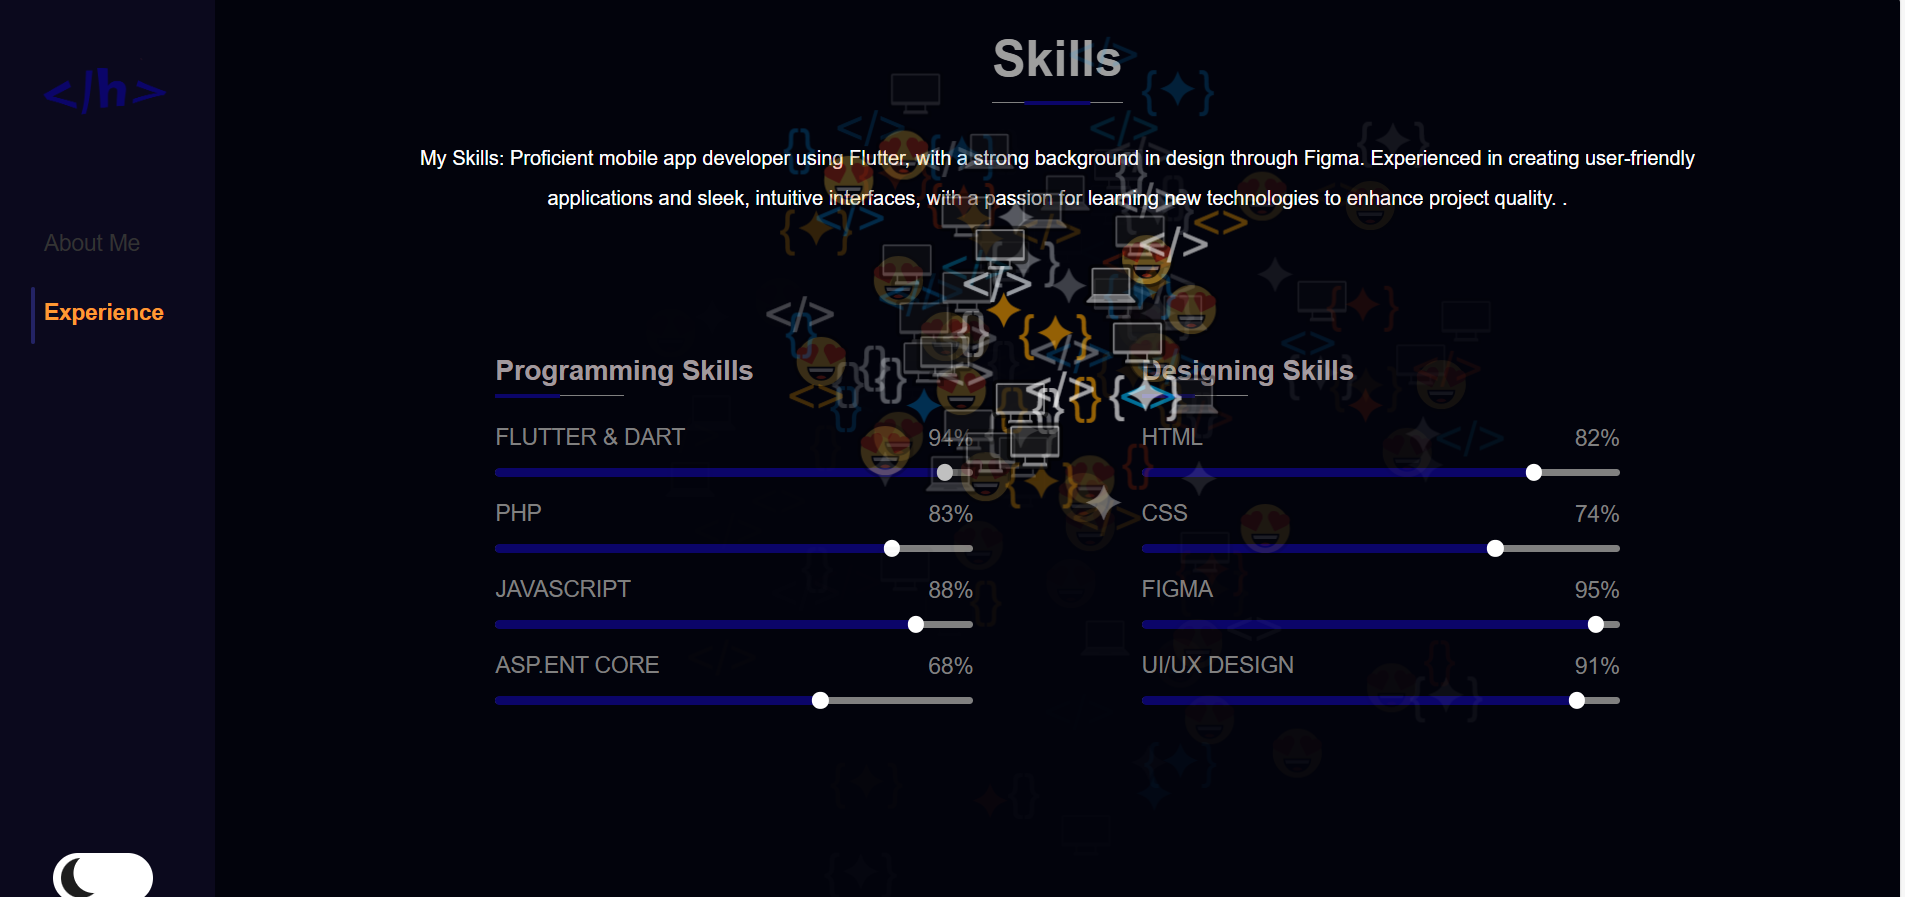 </h>
About Me
Experience
Skills
My Skills: Proficient mobile app developer using Flutter, with a strong background in design through Figma. Experienced in creating user-friendly
applications and sleek, intuitive interfaces, with a passion for learning new technologies to enhance project quality. .
Programming Skills
FLUTTER & DART 94%
PHP 83%
JAVASCRIPT 88%
ASP.ENT CORE 68%
Designing Skills
HTML 82%
CSS 74%
FIGMA 95%
UI/UX DESIGN 91%